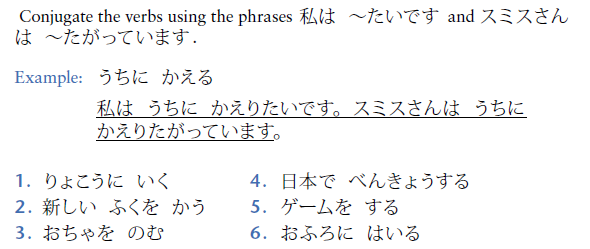 Conjugate the verbs using the phrases 私は ～たいです and スミスさん
は ～たがっています.
Example: うちに かえる
私は うちに かえりたいです。スミスさんは うちに
かえりたがっています。
1. りょこうに いく
2. 新しい ふくを かう
3. おちゃを のむ
4. 日本で べんきょうする
5. ゲームを する
6. おふろに はいる